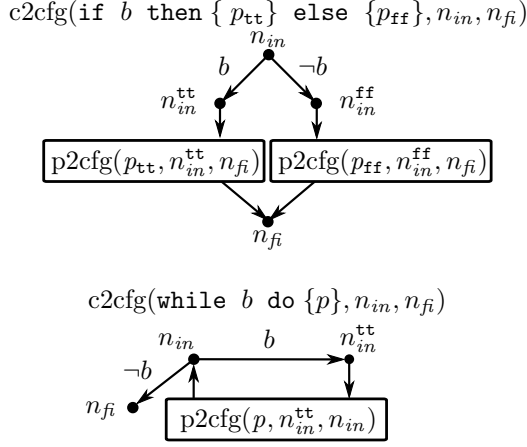 c2cfg(if b then { p_tt} else {p_ff}, n_in, n_fi)
n_in
b ¬b
n_in^tt n_in^ff
p2cfg(p_tt, n_in^tt, n_fi) p2cfg(p_ff, n_in^ff, n_fi)
n_fi
c2cfg(while b do {p}, n_in, n_fi)
n_in b n_in^tt
¬b
n_fi
p2cfg(p, n_in^tt, n_in)